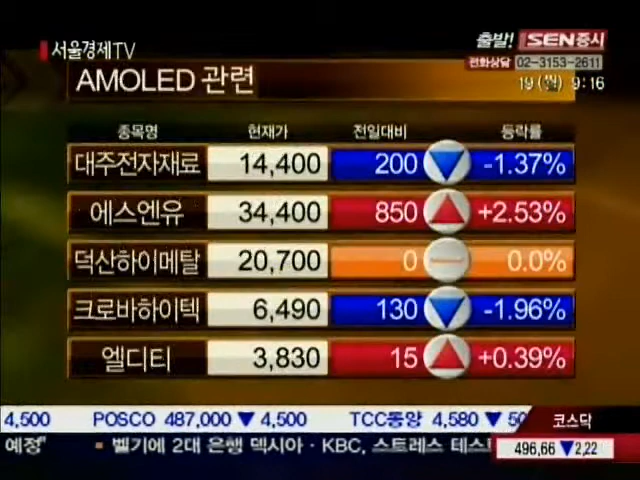 서울경제TV
출발! SEN증시
전화상담 02-3153-2611
19(월) 9:16
AMOLED 관련
종목명 현재가 전일대비 등락률
대주전자재료 14,400 200 ▼ -1.37%
에스엔유 34,400 850 ▲ +2.53%
덕산하이메탈 20,700 0 − 0.0%
크로바하이텍 6,490 130 ▼ -1.96%
엘디티 3,830 15 ▲ +0.39%
4,500 POSCO 487,000 ▼ 4,500 TCC동양 4,580 ▼ 50 코스닥
예정" ▪ 벨기에 2대 은행 덱시아·KBC, 스트레스 테스트 496,66 ▼2,22